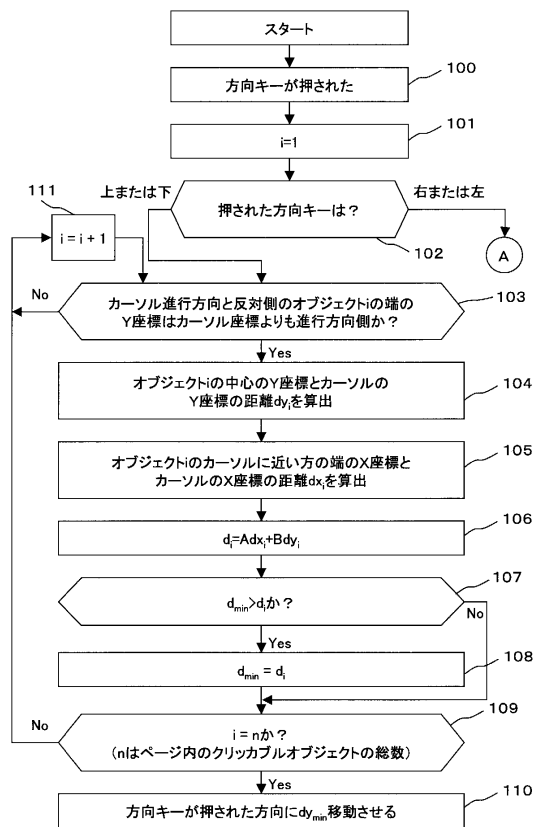 スタート
100
方向キーが押された
101
i=1
上または下
右または左
111
押された方向キーは？
i = i + 1
102
A
No
カーソル進行方向と反対側のオブジェクトiの端の
Y座標はカーソル座標よりも進行方向側か？
103
Yes
オブジェクトiの中心のY座標とカーソルの
Y座標の距離dyiを算出
104
オブジェクトiのカーソルに近い方の端のX座標と
カーソルのX座標の距離dxiを算出
105
106
di=Adxi+Bdyi
107
dmin>diか？
No
Yes
108
dmin = di
109
No
i = nか？
(nはページ内のクリッカブルオブジェクトの総数)
Yes
110
方向キーが押された方向にdymin移動させる